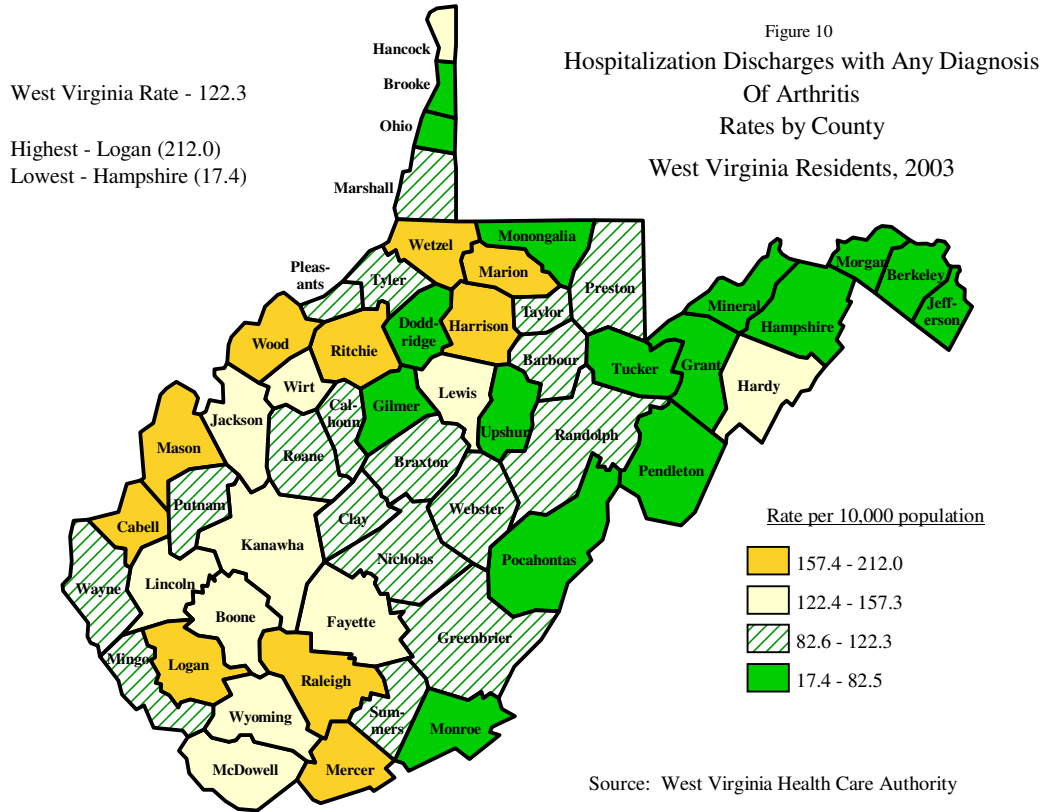 Figure 10
Hospitalization Discharges with Any Diagnosis
Of Arthritis
Rates by County
West Virginia Residents, 2003
West Virginia Rate - 122.3
Highest - Logan (212.0)
Lowest - Hampshire (17.4)
Hancock
Brooke
Ohio
Marshall
Wetzel
Monongalia
Marion
Pleas-
ants
Tyler
Preston
Taylor
Morgan
Berkeley
Jeff-
erson
Mineral
Hampshire
Wood
Ritchie
Dodd-
ridge
Harrison
Barbour
Tucker
Grant
Hardy
Wirt
Jackson
Cal-
houn
Gilmer
Lewis
Upshur
Randolph
Mason
Roane
Braxton
Pendleton
Putnam
Cabell
Clay
Webster
Kanawha
Nicholas
Pocahontas
Wayne
Lincoln
Boone
Fayette
Greenbrier
Mingo
Logan
Raleigh
Sum-
mers
Monroe
Wyoming
McDowell
Mercer
Rate per 10,000 population
157.4 - 212.0
122.4 - 157.3
82.6 - 122.3
17.4 - 82.5
Source: West Virginia Health Care Authority